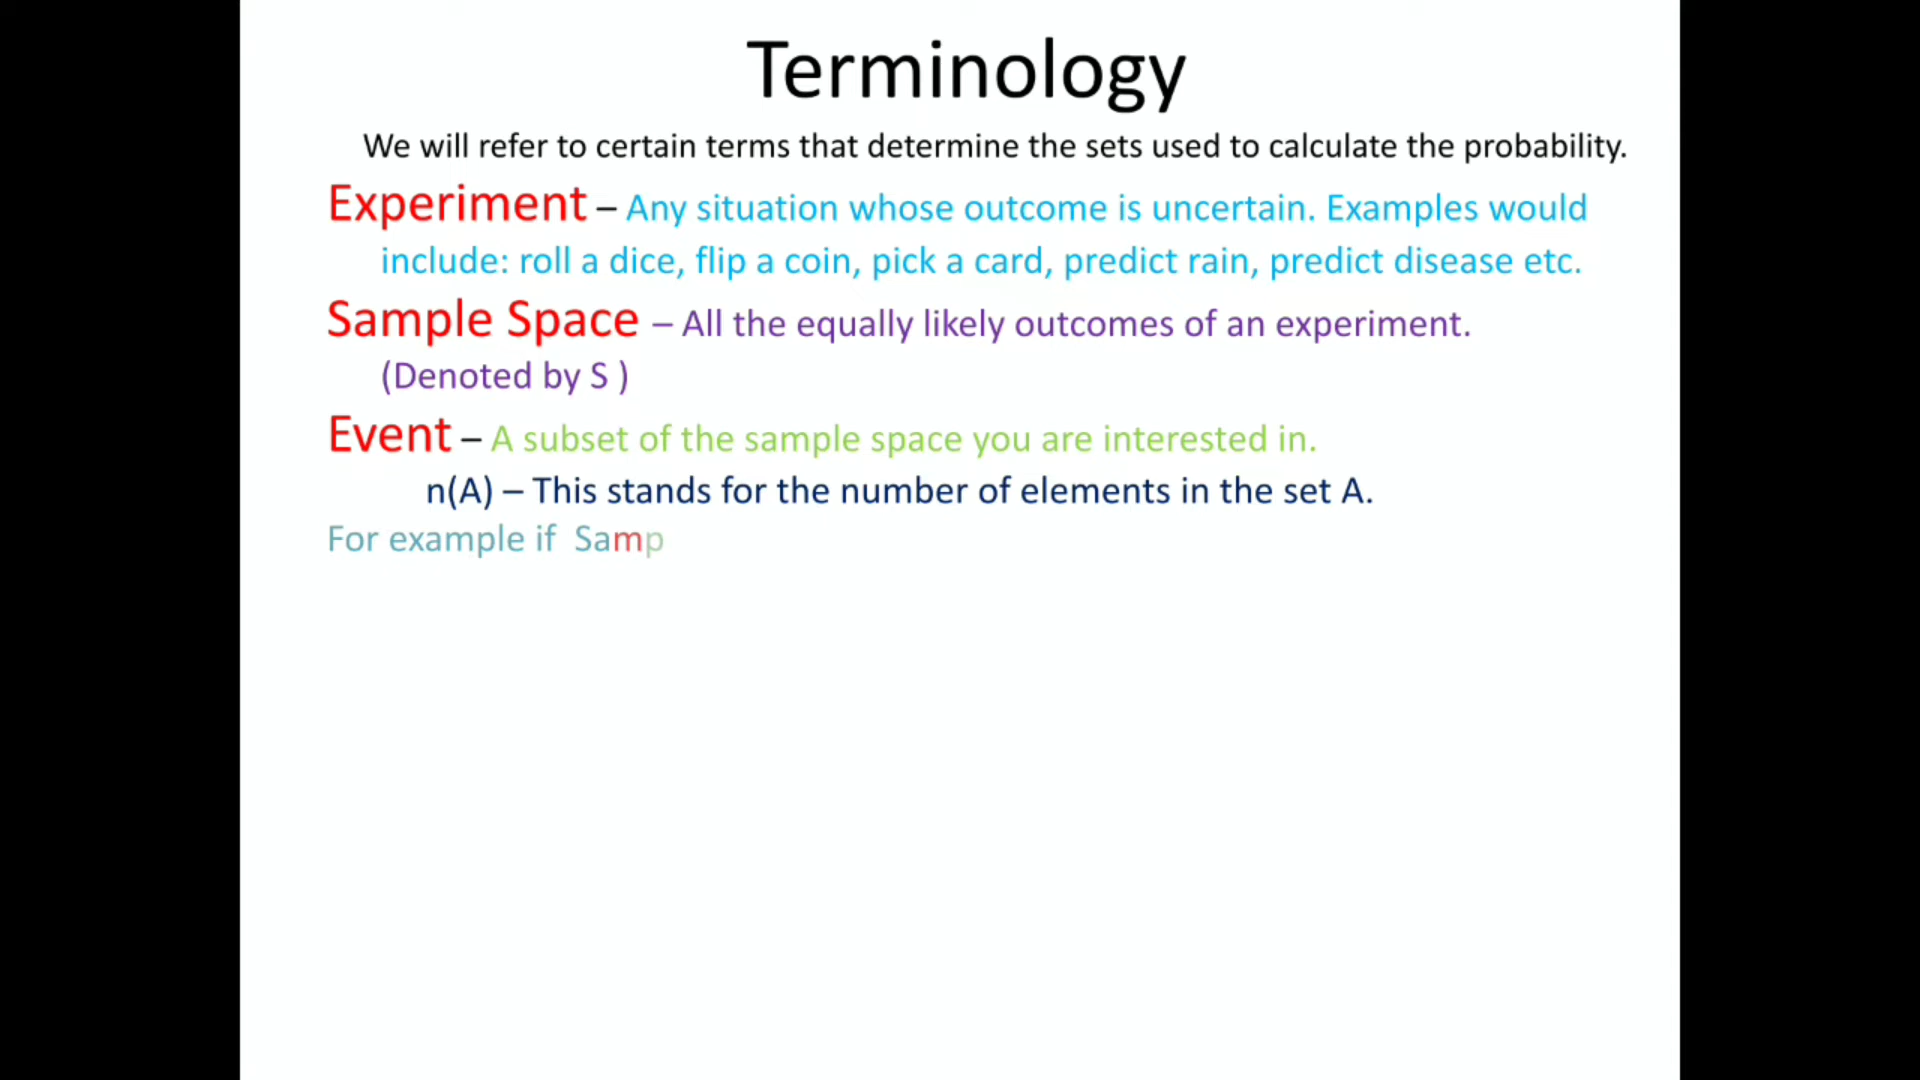 Terminology
We will refer to certain terms that determine the sets used to calculate the probability.
Experiment – Any situation whose outcome is uncertain. Examples would
include: roll a dice, flip a coin, pick a card, predict rain, predict disease etc.
Sample Space – All the equally likely outcomes of an experiment.
(Denoted by S )
Event – A subset of the sample space you are interested in.
n(A) – This stands for the number of elements in the set A.
For example if  Samp